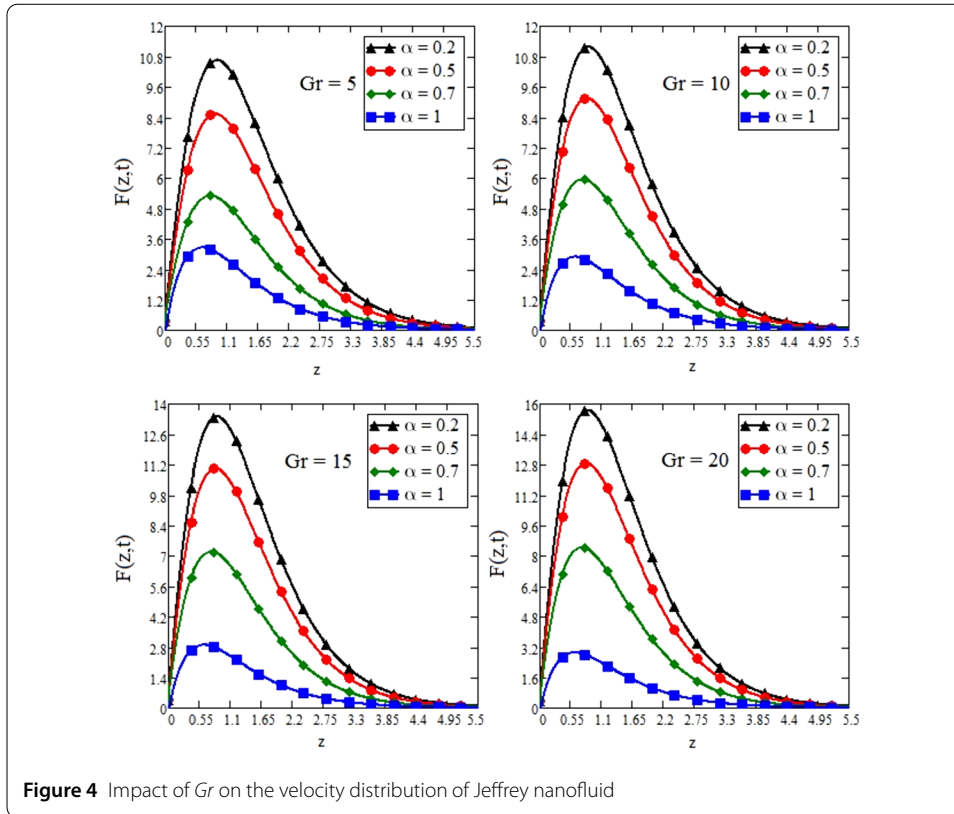 12
10.8
9.6
8.4
7.2
6
4.8
3.6
2.4
1.2
0
F(z,t)
Gr = 5
α = 0.2
α = 0.5
α = 0.7
α = 1
0 0.55 1.1 1.65 2.2 2.75 3.3 3.85 4.4 4.95 5.5
z
12
10.8
9.6
8.4
7.2
6
4.8
3.6
2.4
1.2
0
F(z,t)
Gr = 10
α = 0.2
α = 0.5
α = 0.7
α = 1
0 0.55 1.1 1.65 2.2 2.75 3.3 3.85 4.4 4.95 5.5
z
14
12.6
11.2
9.8
8.4
7
5.6
4.2
2.8
1.4
0
F(z,t)
Gr = 15
α = 0.2
α = 0.5
α = 0.7
α = 1
0 0.55 1.1 1.65 2.2 2.75 3.3 3.85 4.4 4.95 5.5
z
16
14.4
12.8
11.2
9.6
8
6.4
4.8
3.2
1.6
0
F(z,t)
Gr = 20
α = 0.2
α = 0.5
α = 0.7
α = 1
0 0.55 1.1 1.65 2.2 2.75 3.3 3.85 4.4 4.95 5.5
z
Figure 4 Impact of Gr on the velocity distribution of Jeffrey nanofluid